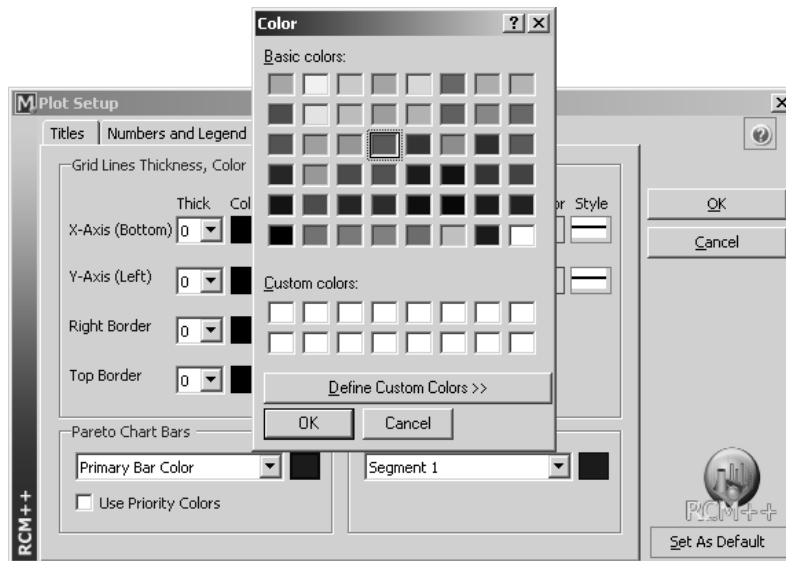 Color
Basic colors:
Plot Setup
Titles
Numbers and Legend
Grid Lines Thickness, Color
Thick
Col
or
Style
OK
X-Axis (Bottom)
0
Cancel
Y-Axis (Left)
0
Custom colors:
Right Border
0
Top Border
0
Define Custom Colors >>
OK
Cancel
Pareto Chart Bars
Primary Bar Color
Segment 1
Use Priority Colors
RCM++
RCM++
Set As Default